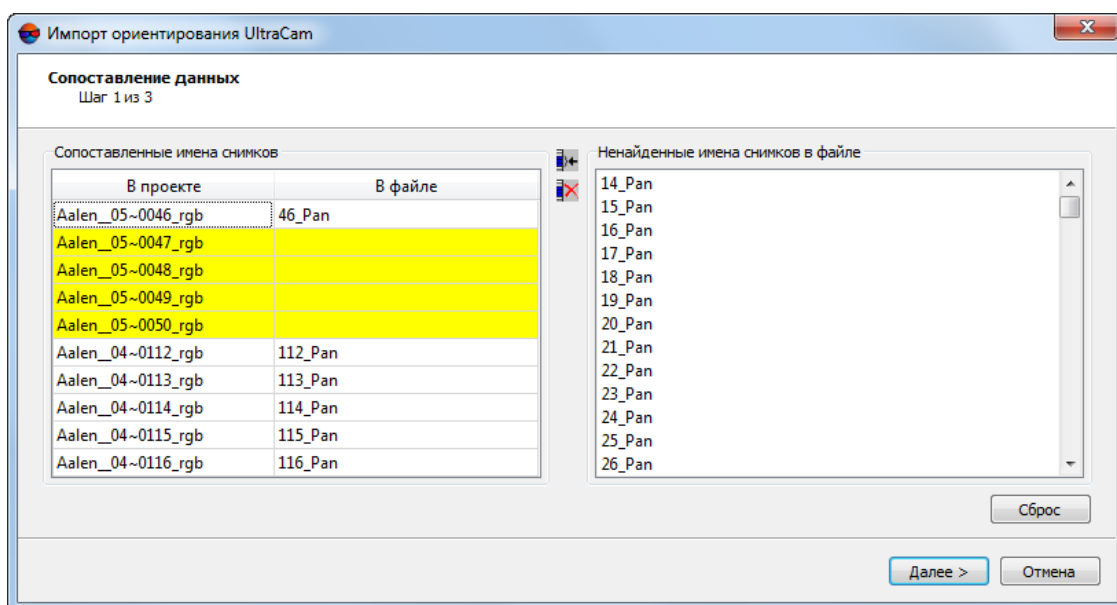 Импорт ориентирования UltraCam
Сопоставление данных
Шаг 1 из 3
Сопоставленные имена снимков
В проекте В файле
Aalen__05~0046_rgb 46_Pan
Aalen__05~0047_rgb
Aalen__05~0048_rgb
Aalen__05~0049_rgb
Aalen__05~0050_rgb
Aalen__04~0112_rgb 112_Pan
Aalen__04~0113_rgb 113_Pan
Aalen__04~0114_rgb 114_Pan
Aalen__04~0115_rgb 115_Pan
Aalen__04~0116_rgb 116_Pan
Ненайденные имена снимков в файле
14_Pan
15_Pan
16_Pan
17_Pan
18_Pan
19_Pan
20_Pan
21_Pan
22_Pan
23_Pan
24_Pan
25_Pan
26_Pan
Сброс
Далее >
Отмена